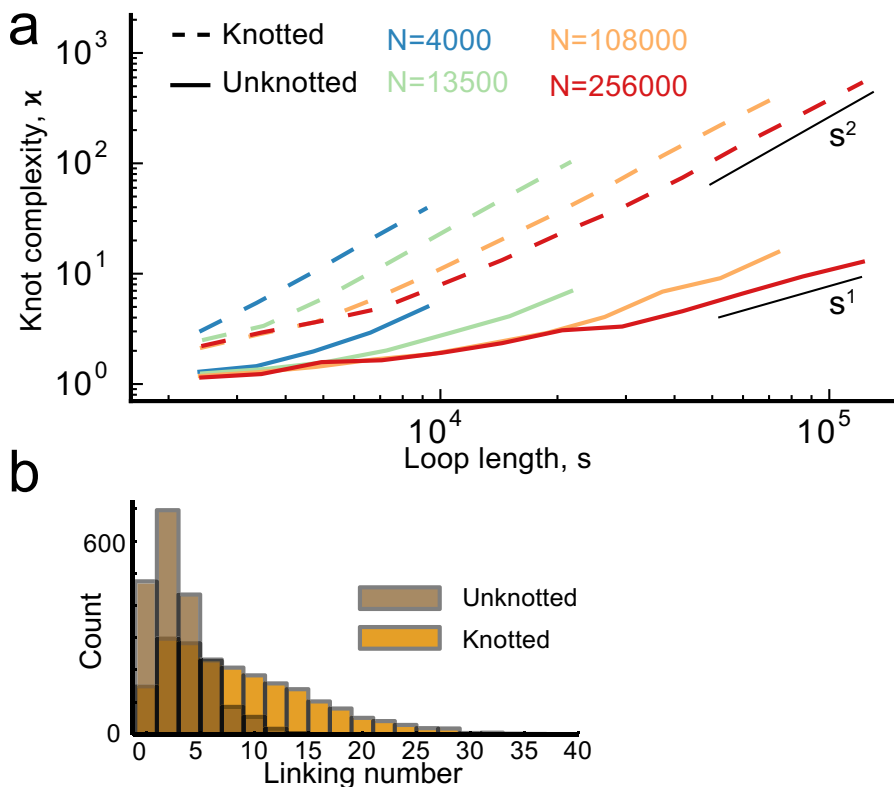 a
10³
10²
10¹
10⁰
Knot complexity, ϰ
Knotted
Unknotted
N=4000
N=13500
N=108000
N=256000
s²
s¹
10⁴
10⁵
Loop length, s
b
600
0
Count
Unknotted
Knotted
0 5 10 15 20 25 30 35 40
Linking number